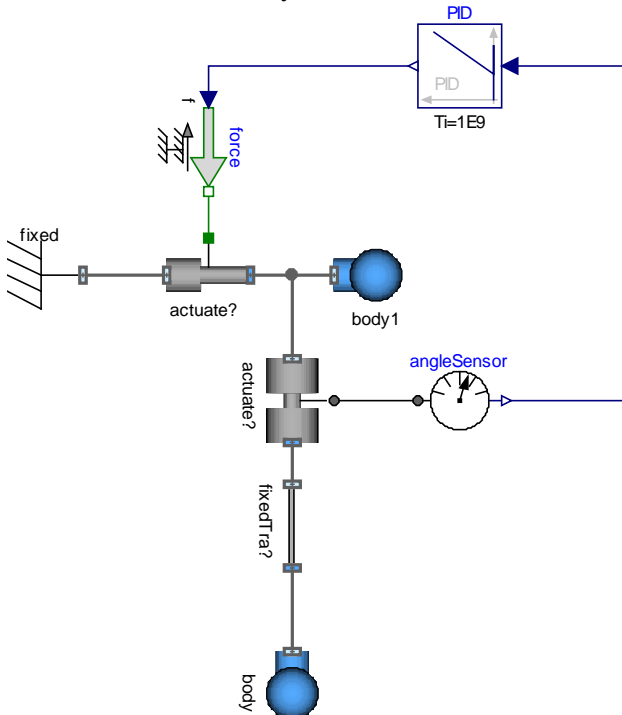 PID
PID
Ti=1E9
f
force
fixed
actuate?
body1
actuate?
angleSensor
fixedTra?
body